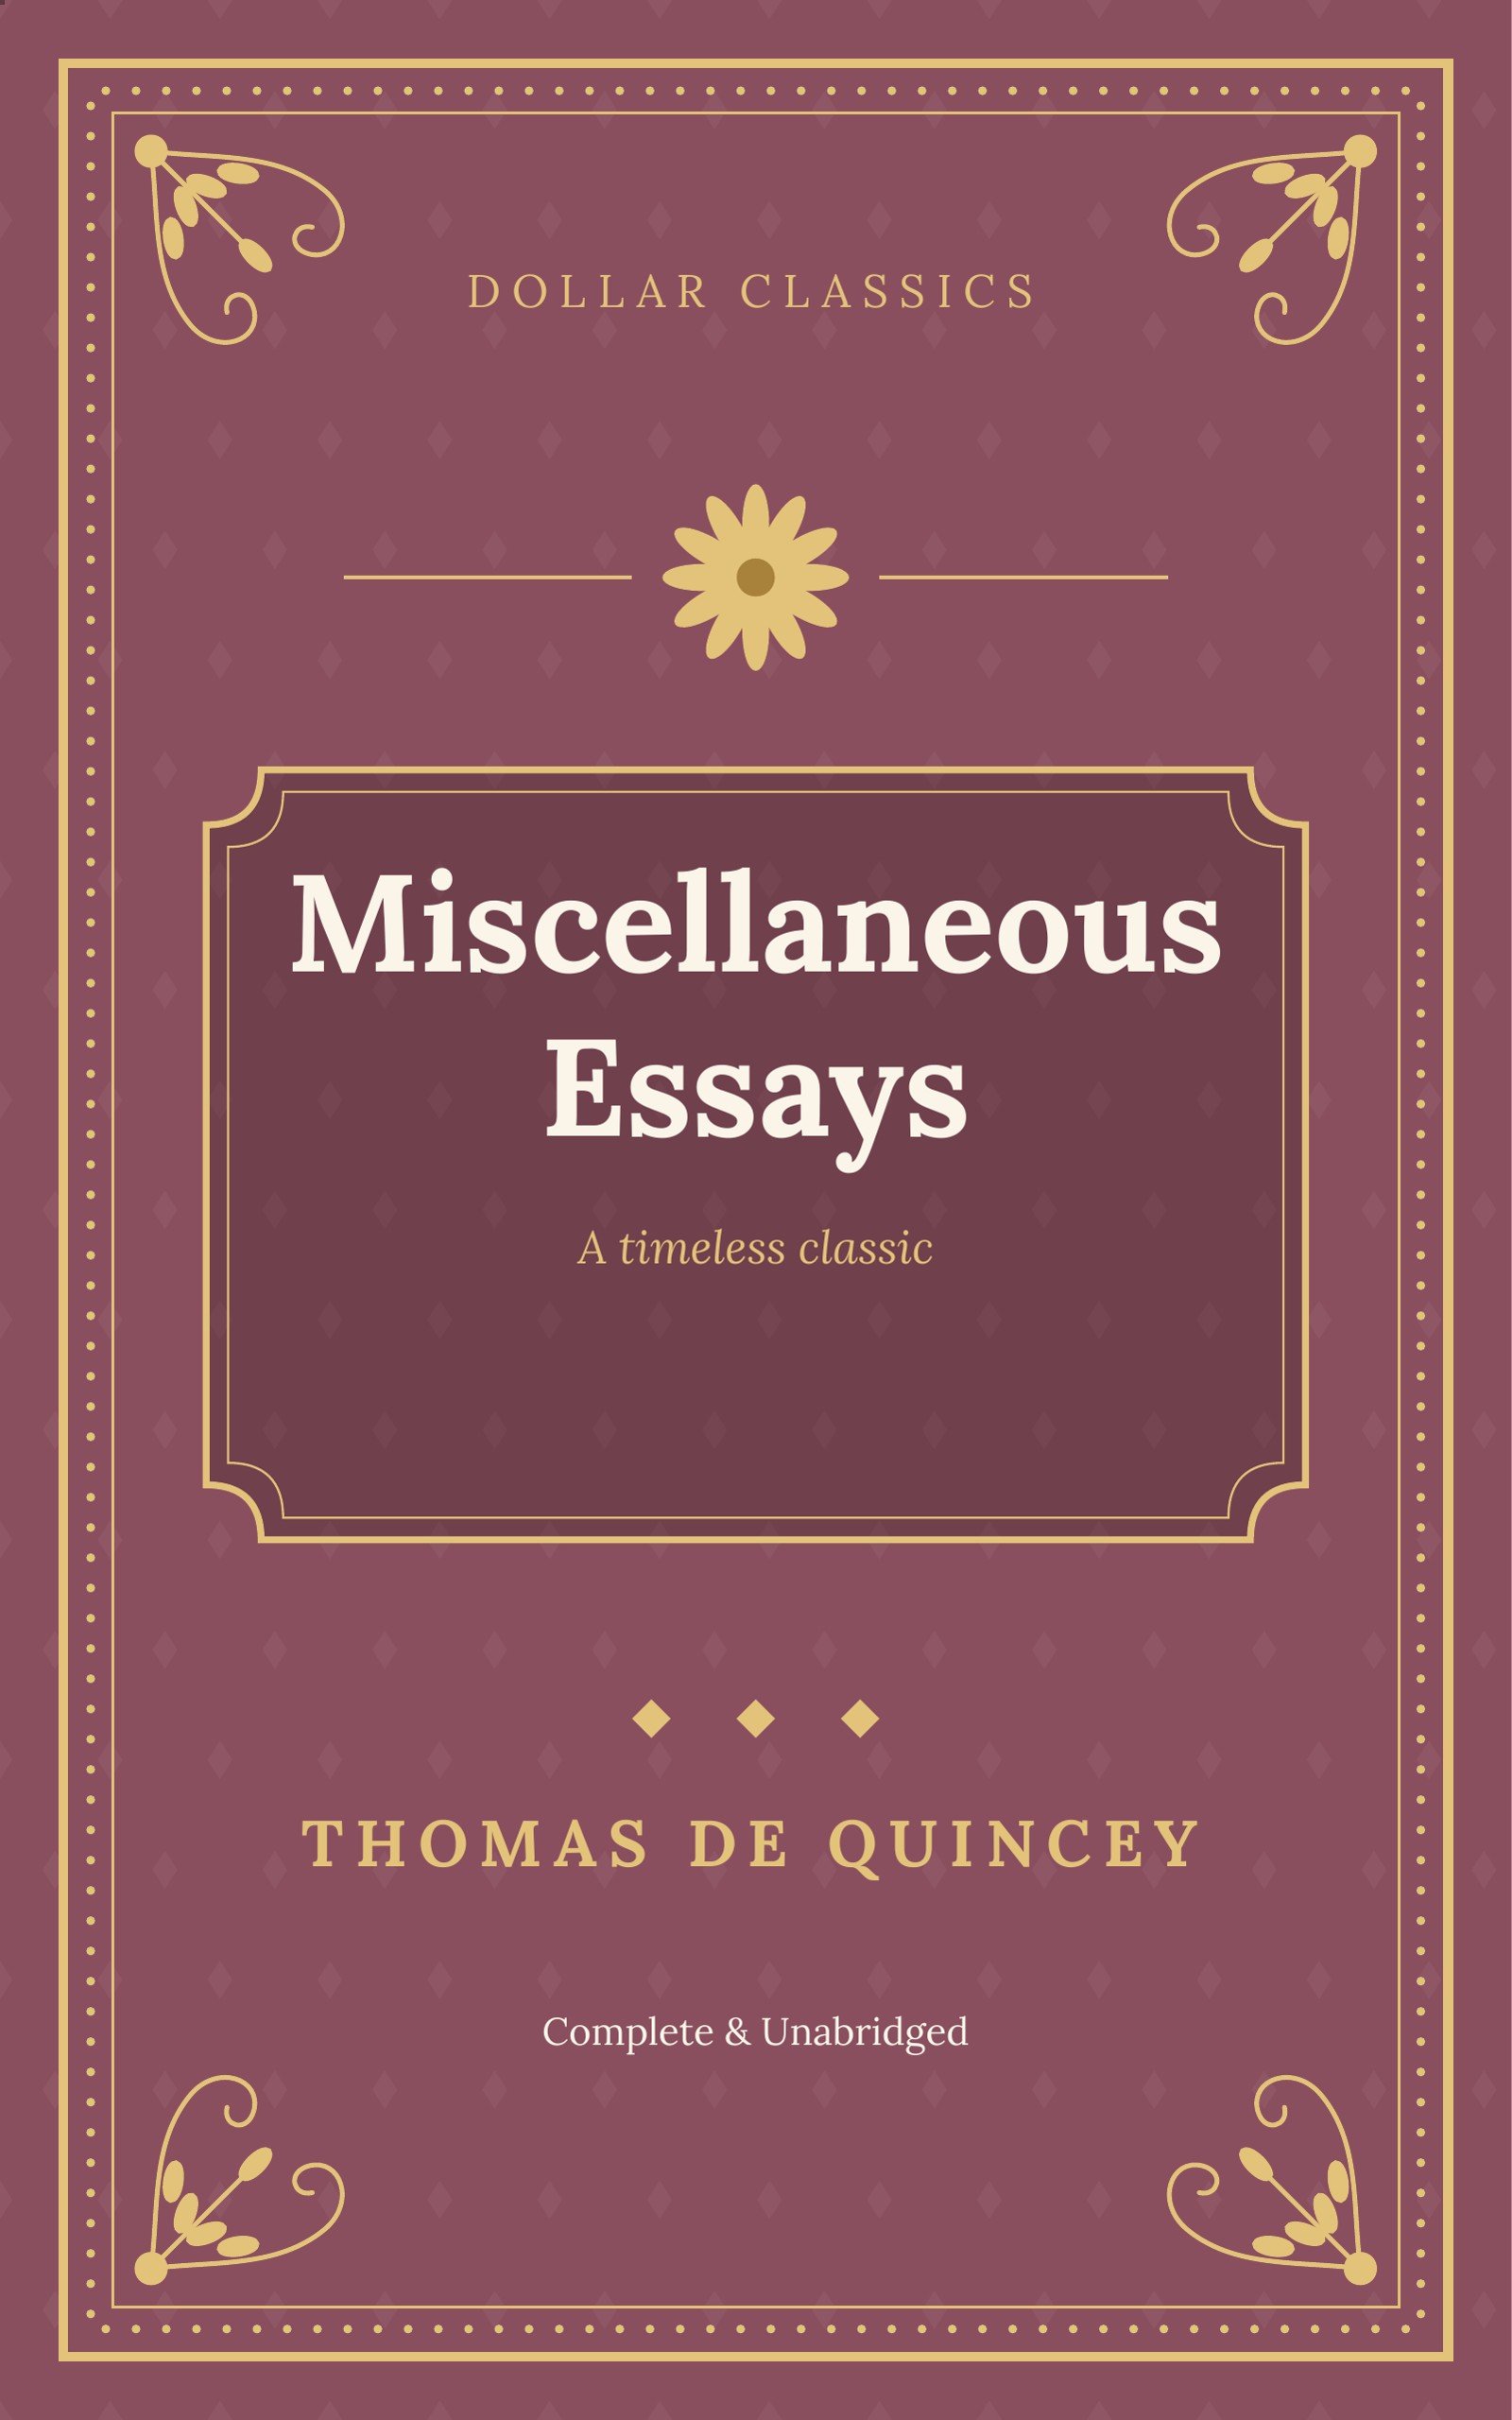 DOLLAR CLASSICS
Miscellaneous
Essays
A timeless classic
THOMAS DE QUINCEY
Complete & Unabridged